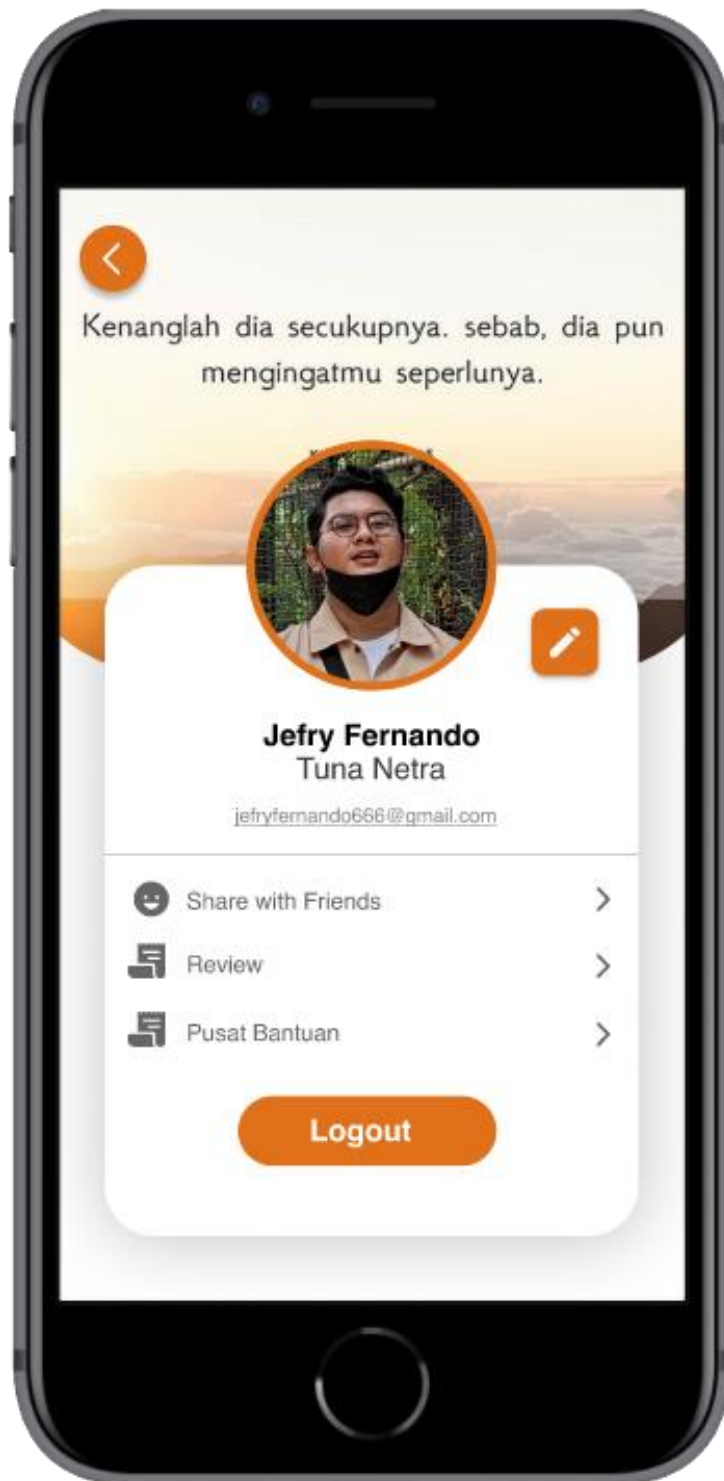 Kenanglah dia secukupnya. sebab, dia pun
mengingatmu seperlunya.
Jefry Fernando
Tuna Netra
jefryfernando666@gmail.com
Share with Friends
Review
Pusat Bantuan
Logout